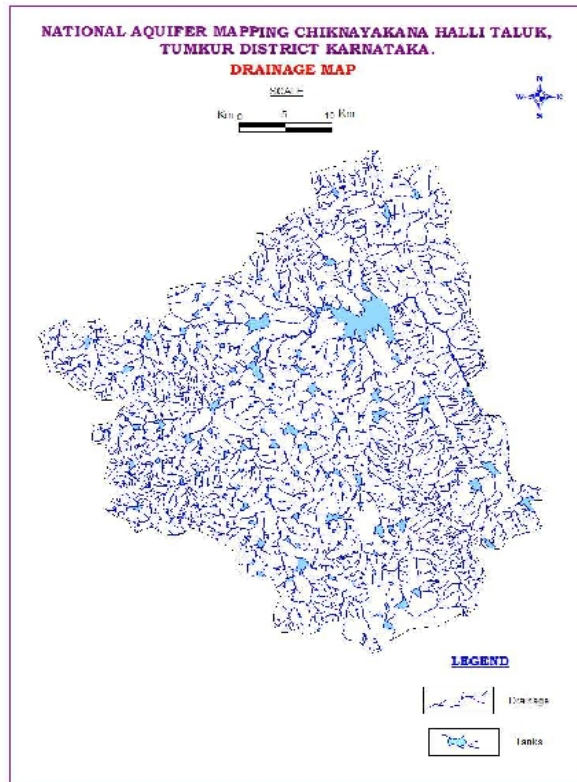 NATIONAL AQUIFER MAPPING CHIKNAYAKANA HALLI TALUK,
TUMKUR DISTRICT KARNATAKA.
DRAINAGE MAP
SCALE
Km 0 5 10 Km
N
W E
S
LEGEND
Drainage
Tanks